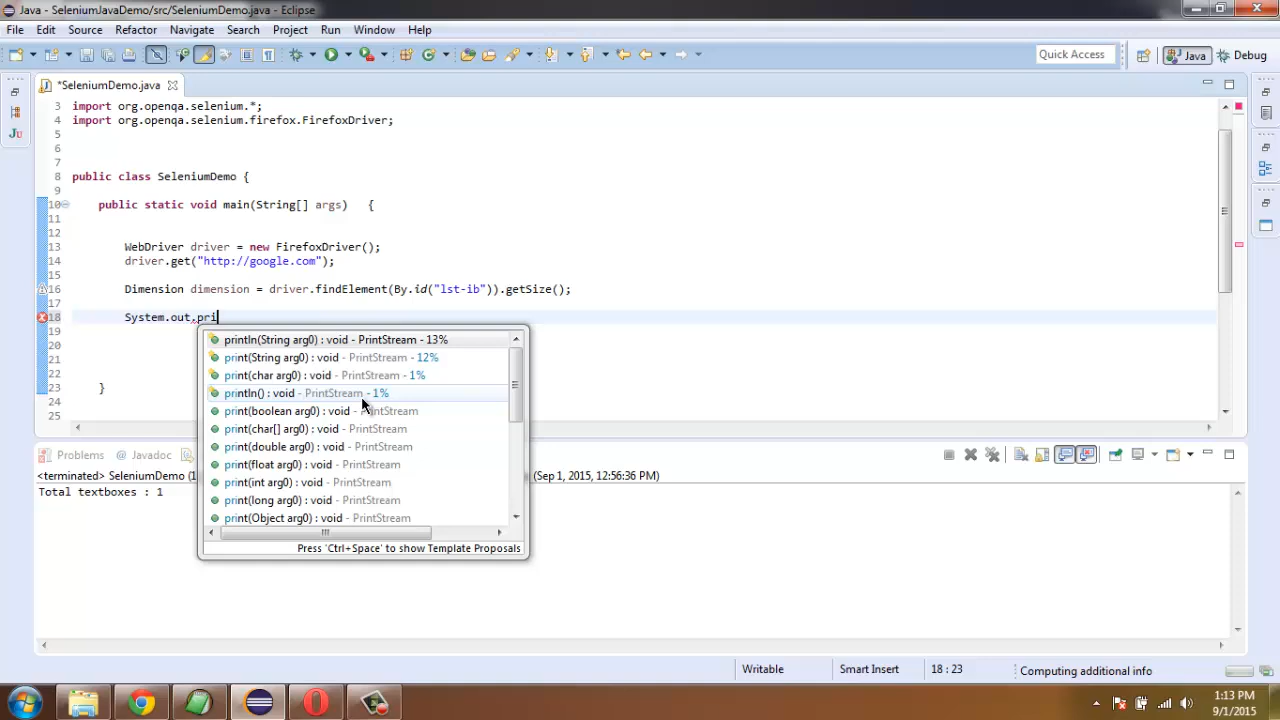 Java - SeleniumJavaDemo/src/SeleniumDemo.java - Eclipse
File Edit Source Refactor Navigate Search Project Run Window Help
Quick Access Java Debug
*SeleniumDemo.java
3 import org.openqa.selenium.*;
4 import org.openqa.selenium.firefox.FirefoxDriver;
5
6
7
8 public class SeleniumDemo {
9
10 public static void main(String[] args) {
11
12
13 WebDriver driver = new FirefoxDriver();
14 driver.get("http://google.com");
15
16 Dimension dimension = driver.findElement(By.id("lst-ib")).getSize();
17
18 System.out.pri
19
20
21
22
23 }
24
25
println(String arg0) : void - PrintStream - 13%
print(String arg0) : void - PrintStream - 12%
print(char arg0) : void - PrintStream - 1%
println() : void - PrintStream - 1%
print(boolean arg0) : void - PrintStream
print(char[] arg0) : void - PrintStream
print(double arg0) : void - PrintStream
print(float arg0) : void - PrintStream
print(int arg0) : void - PrintStream
print(long arg0) : void - PrintStream
print(Object arg0) : void - PrintStream
Press 'Ctrl+Space' to show Template Proposals
Problems @ Javadoc
<terminated> SeleniumDemo (1 (Sep 1, 2015, 12:56:36 PM)
Total textboxes : 1
Writable Smart Insert 18 : 23 Computing additional info
1:13 PM
9/1/2015